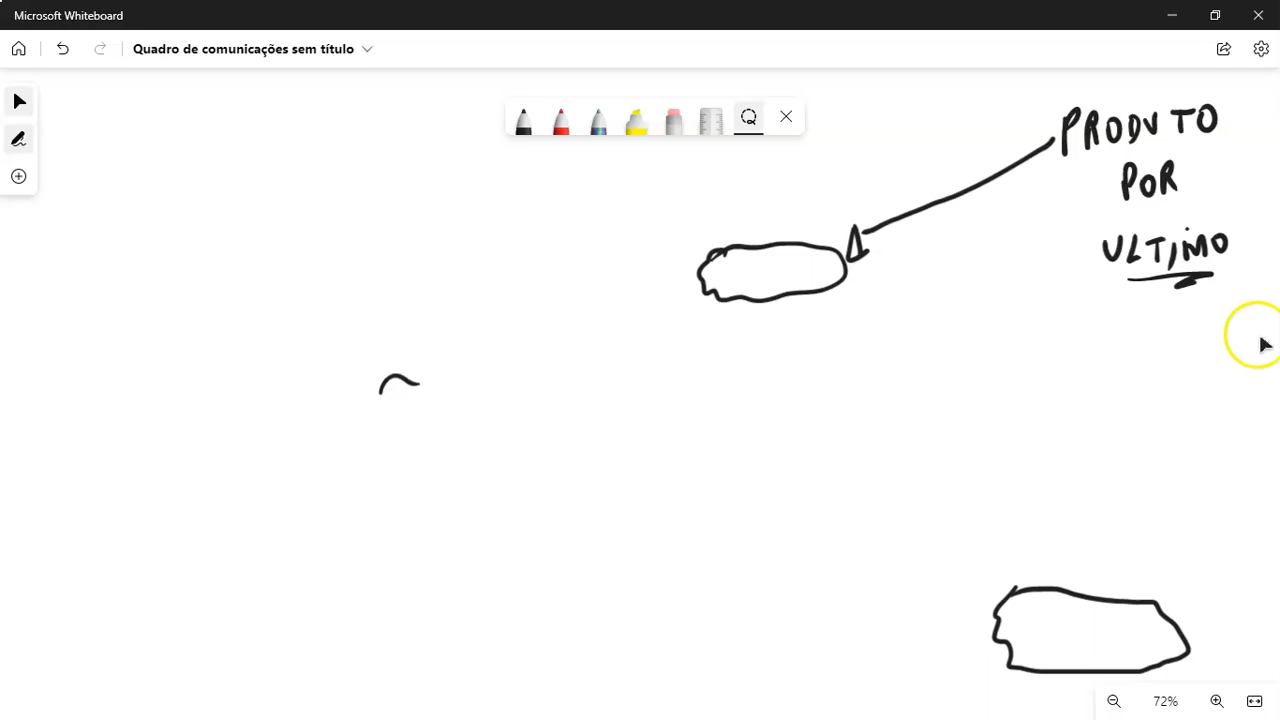 Microsoft Whiteboard
Quadro de comunicações sem título
PRODUTO
POR
ULTIMO
72%